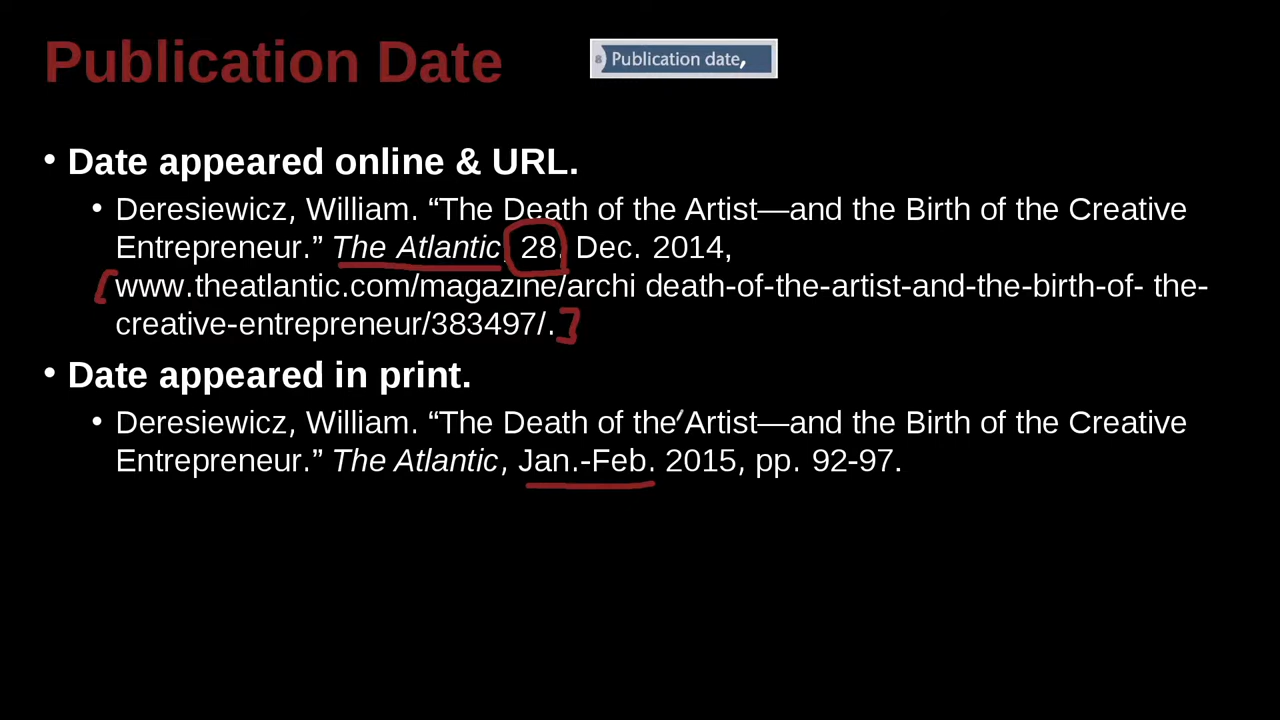 Publication Date
8 Publication date,
• Date appeared online & URL.
• Deresiewicz, William. “The Death of the Artist—and the Birth of the Creative
Entrepreneur.” The Atlantic, 28. Dec. 2014,
www.theatlantic.com/magazine/archi death-of-the-artist-and-the-birth-of- the-
creative-entrepreneur/383497/.
• Date appeared in print.
• Deresiewicz, William. “The Death of the Artist—and the Birth of the Creative
Entrepreneur.” The Atlantic, Jan.-Feb. 2015, pp. 92-97.